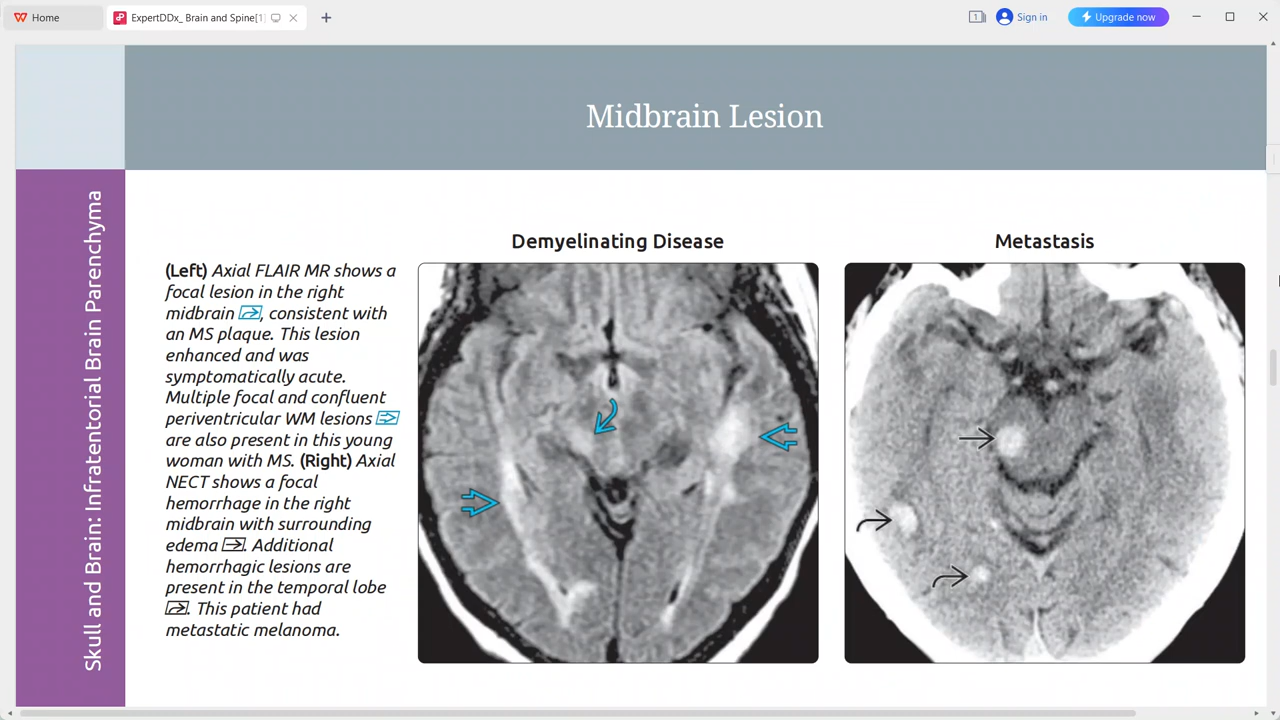 Home
ExpertDDx_ Brain and Spine[1]
1
Sign in
Upgrade now
Midbrain Lesion
Skull and Brain: Infratentorial Brain Parenchyma
Demyelinating Disease
Metastasis
(Left) Axial FLAIR MR shows a
focal lesion in the right
midbrain , consistent with
an MS plaque. This lesion
enhanced and was
symptomatically acute.
Multiple focal and confluent
periventricular WM lesions
are also present in this young
woman with MS. (Right) Axial
NECT shows a focal
hemorrhage in the right
midbrain with surrounding
edema . Additional
hemorrhagic lesions are
present in the temporal lobe
. This patient had
metastatic melanoma.